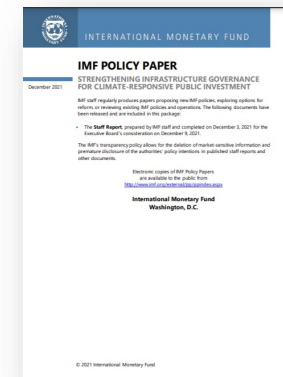 INTERNATIONAL MONETARY FUND
IMF POLICY PAPER
December 2021
STRENGTHENING INFRASTRUCTURE GOVERNANCE
FOR CLIMATE-RESPONSIVE PUBLIC INVESTMENT
IMF staff regularly produces papers proposing new IMF policies, exploring options for
reform, or reviewing existing IMF policies and operations. The following documents have
been released and are included in this package:
• The Staff Report, prepared by IMF staff and completed on December 3, 2021 for the
Executive Board's consideration on December 9, 2021.
The IMF's transparency policy allows for the deletion of market-sensitive information and
premature disclosure of the authorities' policy intentions in published staff reports and
other documents.
Electronic copies of IMF Policy Papers
are available to the public from
http://www.imf.org/external/pp/ppindex.aspx
International Monetary Fund
Washington, D.C.
© 2021 International Monetary Fund